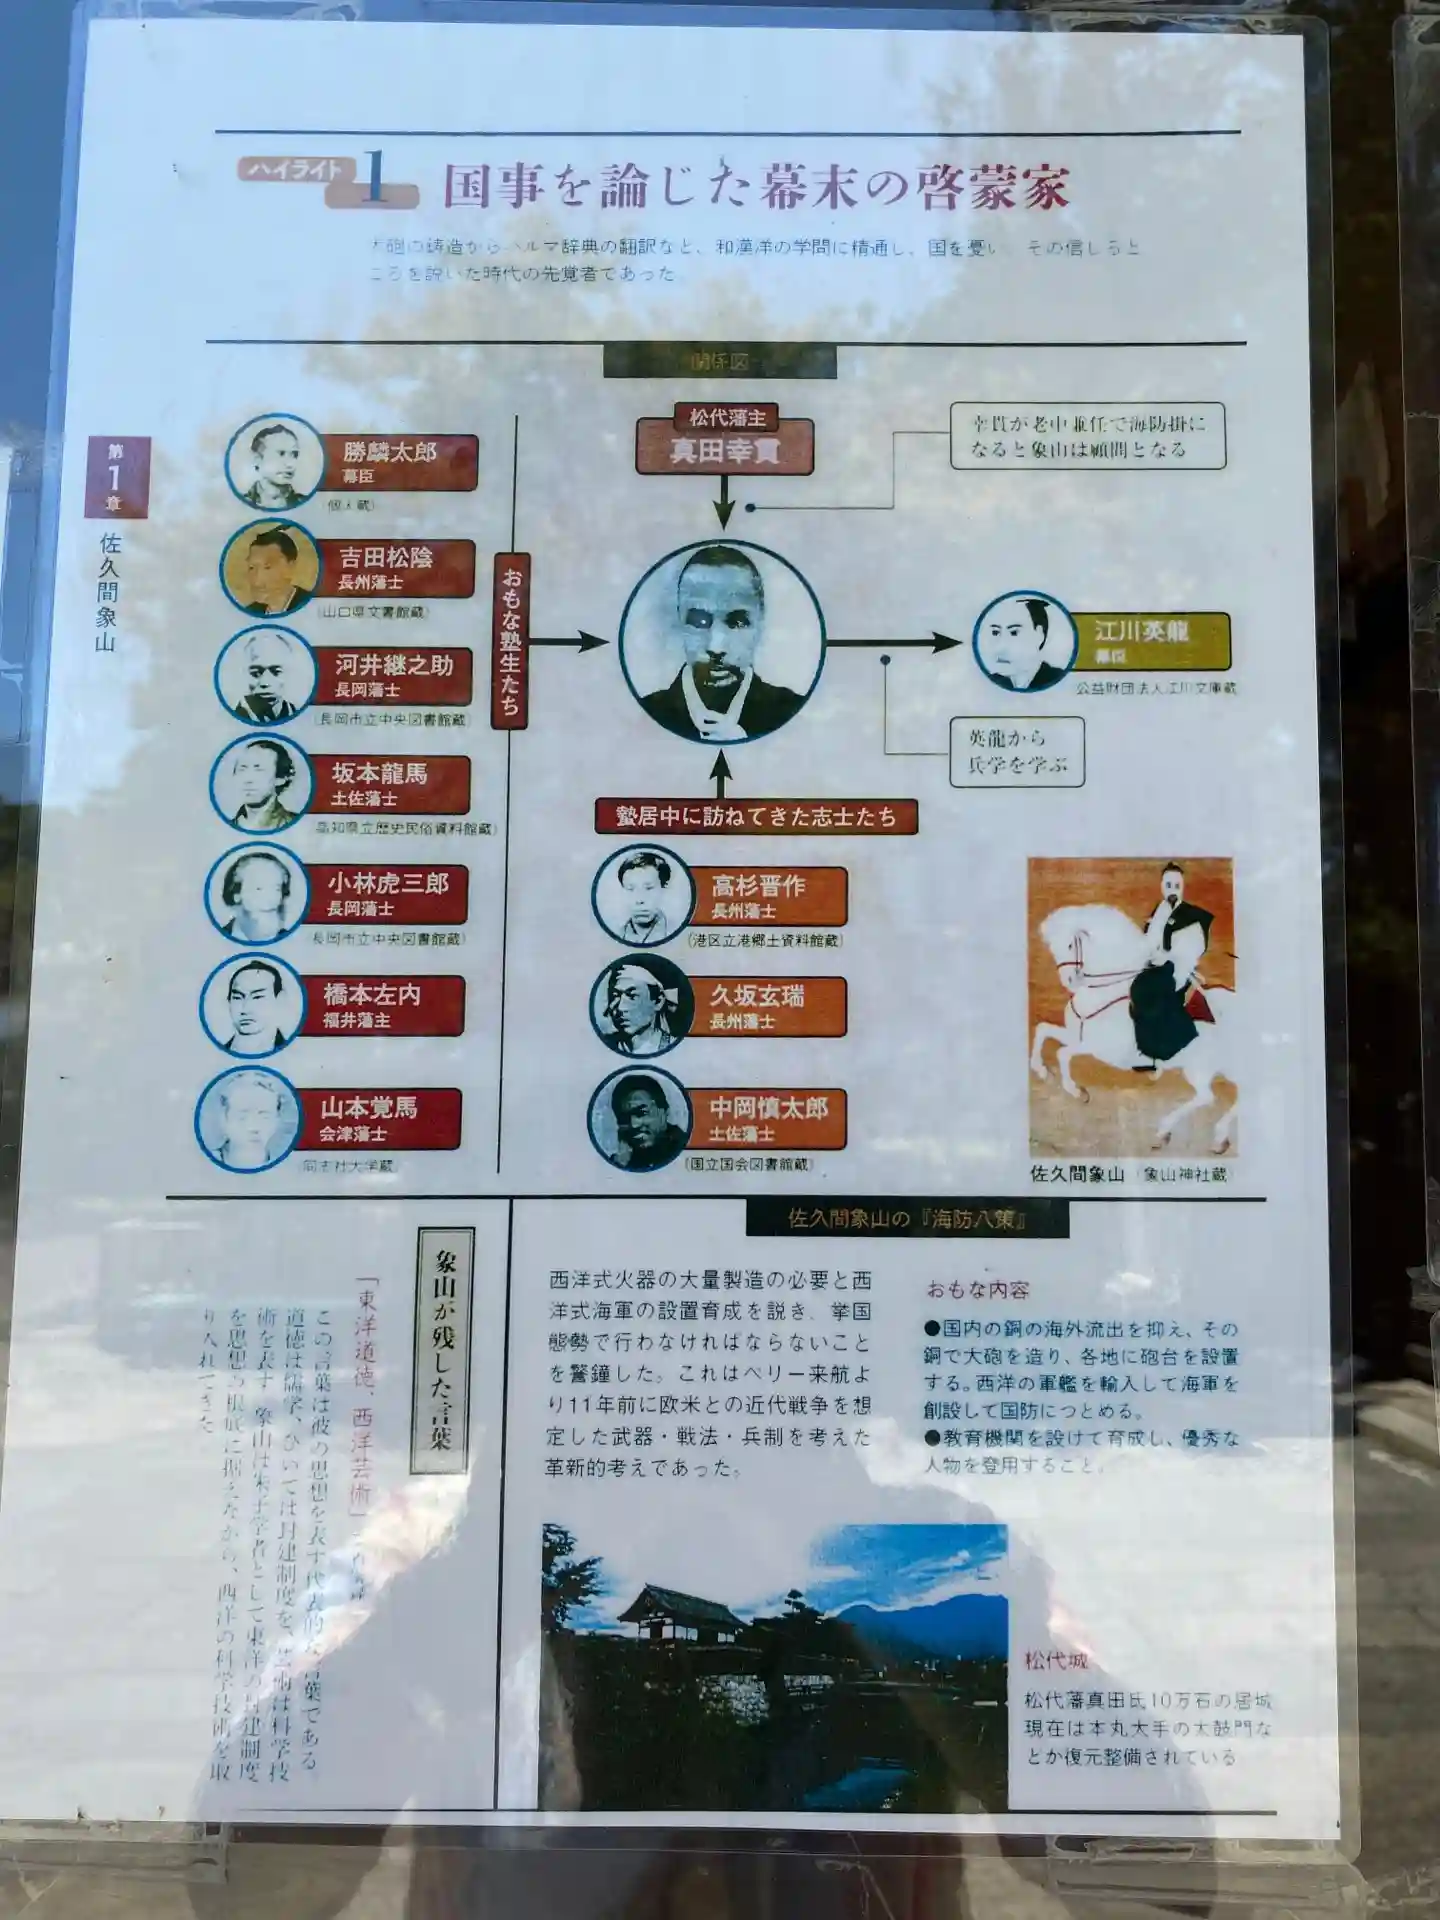 ハイライト
1
国事を論じた幕末の啓蒙家
大砲の鋳造からハルマ辞典の翻訳など、和漢洋の学問に精通し、国を憂い、その信じると
ころを説いた時代の先覚者であった
関係図
第1章
佐久間象山
勝麟太郎
幕臣
(個人蔵)
吉田松陰
長州藩士
(山口県文書館蔵)
河井継之助
長岡藩士
(長岡市立中央図書館蔵)
坂本龍馬
土佐藩士
高知県立歴史民俗資料館蔵)
小林虎三郎
長岡藩士
(長岡市立中央図書館蔵)
橋本左内
福井藩主
山本覚馬
会津藩士
同志社大学蔵)
おもな塾生たち
松代藩主
真田幸貫
幸貫が老中兼任で海防掛に
なると象山は顧問となる
江川英龍
幕臣
公益財団法人江川文庫蔵
英龍から
兵学を学ぶ
蟄居中に訪ねてきた志士たち
高杉晋作
長州藩士
(港区立港郷土資料館蔵)
久坂玄瑞
長州藩士
中岡慎太郎
土佐藩士
(国立国会図書館蔵)
佐久間象山 (象山神社蔵)
象山が残した言葉
「東洋道徳、西洋芸術」
この言葉は彼の思想を表す代表的な言葉である
道徳は儒学、ひいては封建制度を、芸術は科学技
術を表す 象山は朱子学者として東洋の封建制度
を思想の根底に据えながら、西洋の科学技術を取
り入れてきた
佐久間象山の『海防八策』
西洋式火器の大量製造の必要と西
洋式海軍の設置育成を説き、挙国
態勢で行わなければならないこと
を警鐘した。これはペリー来航よ
り11年前に欧米との近代戦争を想
定した武器・戦法・兵制を考えた
革新的考えであった。
おもな内容
●国内の銅の海外流出を抑え、その
銅で大砲を造り、各地に砲台を設置
する。西洋の軍艦を輸入して海軍を
創設して国防につとめる。
●教育機関を設けて育成し、優秀な
人物を登用すること。
松代城
松代藩真田氏10万石の居城
現在は本丸大手の太鼓門な
どか復元整備されている